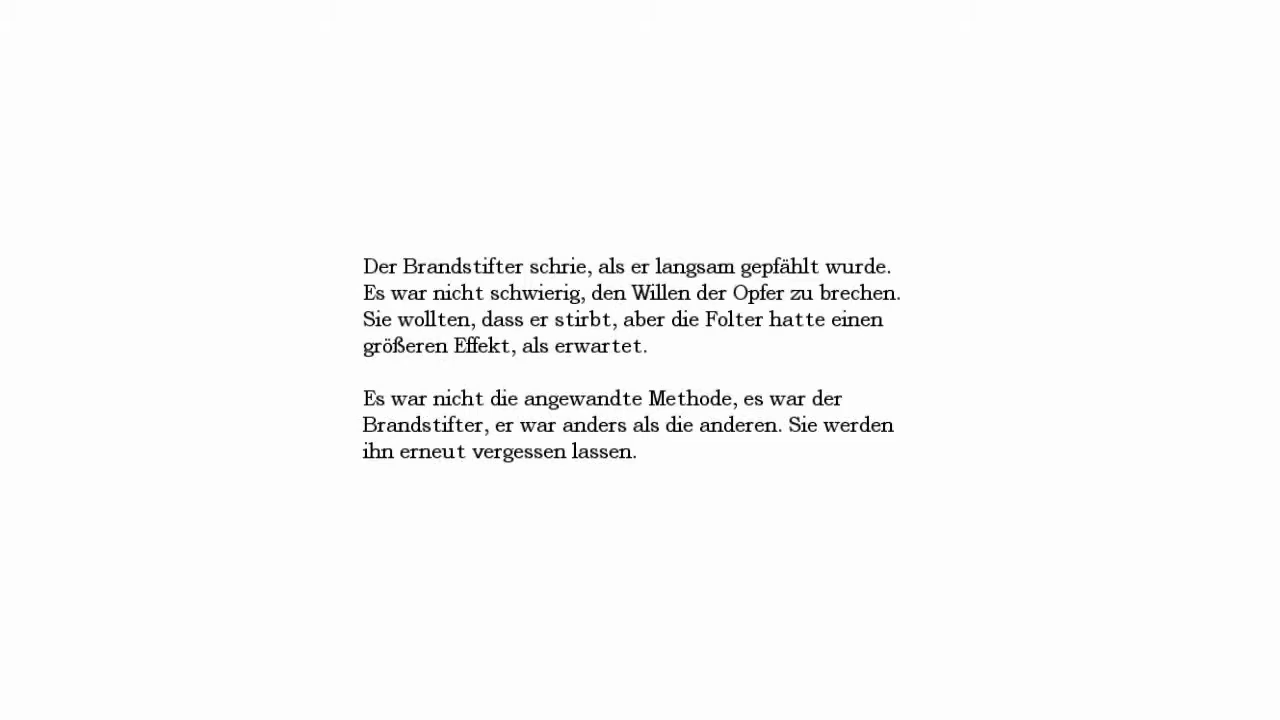 Der Brandstifter schrie, als er langsam gepfählt wurde.
Es war nicht schwierig, den Willen der Opfer zu brechen.
Sie wollten, dass er stirbt, aber die Folter hatte einen
größeren Effekt, als erwartet.
Es war nicht die angewandte Methode, es war der
Brandstifter, er war anders als die anderen. Sie werden
ihn erneut vergessen lassen.